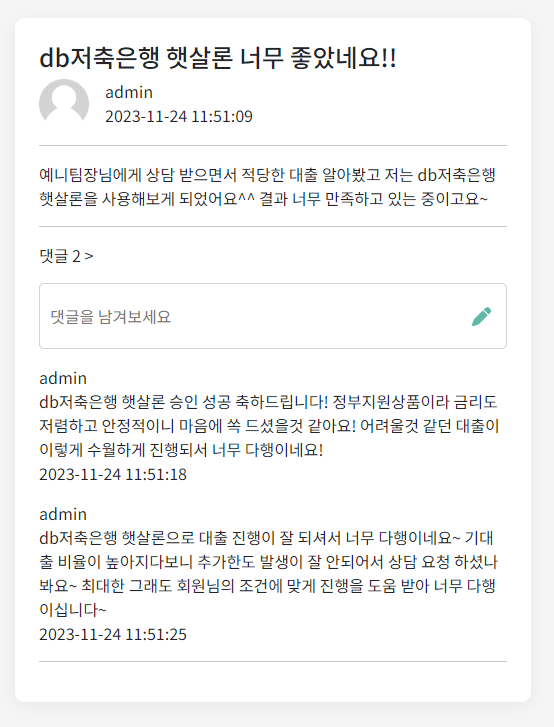 db저축은행 햇살론 너무 좋았네요!!
admin
2023-11-24 11:51:09
예니팀장님에게 상담 받으면서 적당한 대출 알아봤고 저는 db저축은행
햇살론을 사용해보게 되었어요^^ 결과 너무 만족하고 있는 중이고요~
댓글 2 >
댓글을 남겨보세요
admin
db저축은행 햇살론 승인 성공 축하드립니다! 정부지원상품이라 금리도
저렴하고 안정적이니 마음에 쏙 드셨을것 같아요! 어려울것 같던 대출이
이렇게 수월하게 진행되서 너무 다행이네요!
2023-11-24 11:51:18
admin
db저축은행 햇살론으로 대출 진행이 잘 되셔서 너무 다행이네요~ 기대
출 비율이 높아지다보니 추가한도 발생이 잘 안되어서 상담 요청 하셨나
봐요~ 최대한 그래도 회원님의 조건에 맞게 진행을 도움 받아 너무 다행
이십니다~
2023-11-24 11:51:25